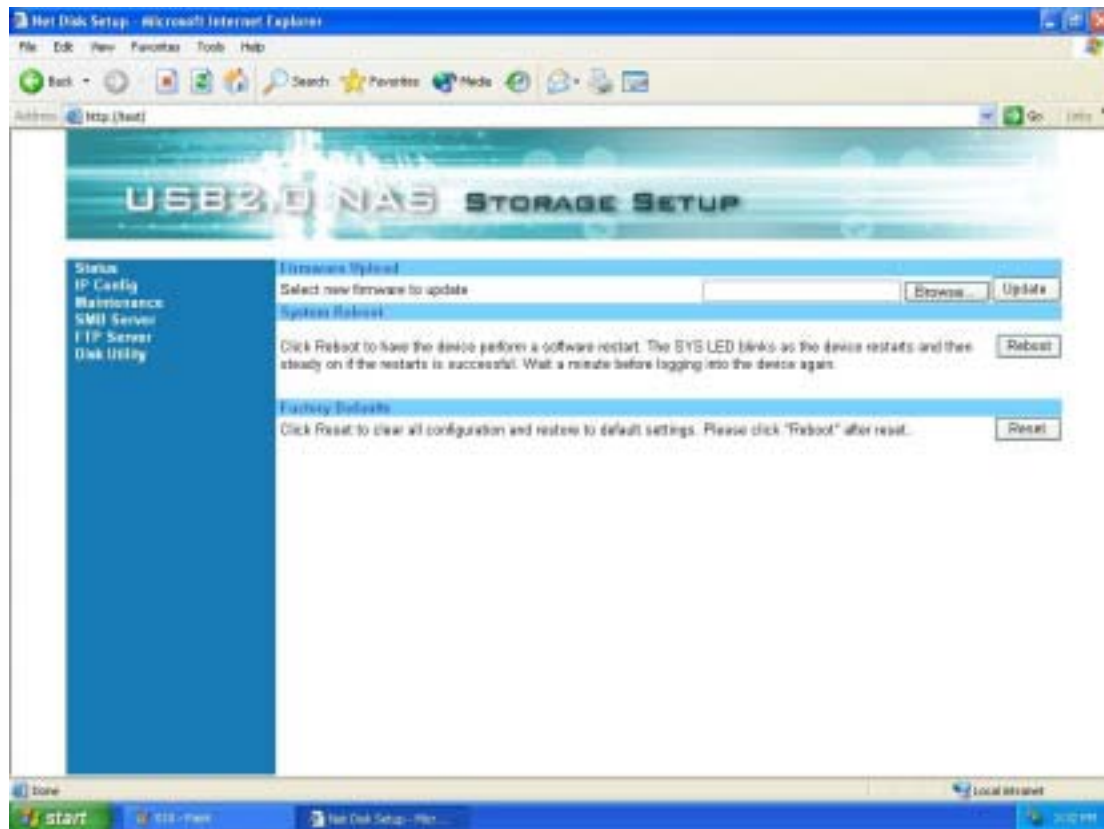 Net Disk Setup - Microsoft Internet Explorer
File Edit View Favorites Tools Help
Back Search Favorites Media
Address http://host/ Go Links
USB2.0 NAS STORAGE SETUP
Status
IP Config
Maintenance
SMB Server
FTP Server
Disk Utility
Firmware Upload
Select new firmware to update Browse... Update
System Reboot
Click Reboot to have the device perform a software restart. The SYS LED blinks as the device restarts and then
steady on if the restarts is successful. Wait a minute before logging into the device again.
Reboot
Factory Defaults
Click Reset to clear all configuration and restore to default settings. Please click "Reboot" after reset.
Reset
Done Local intranet
start - Paint Net Disk Setup - Micr...